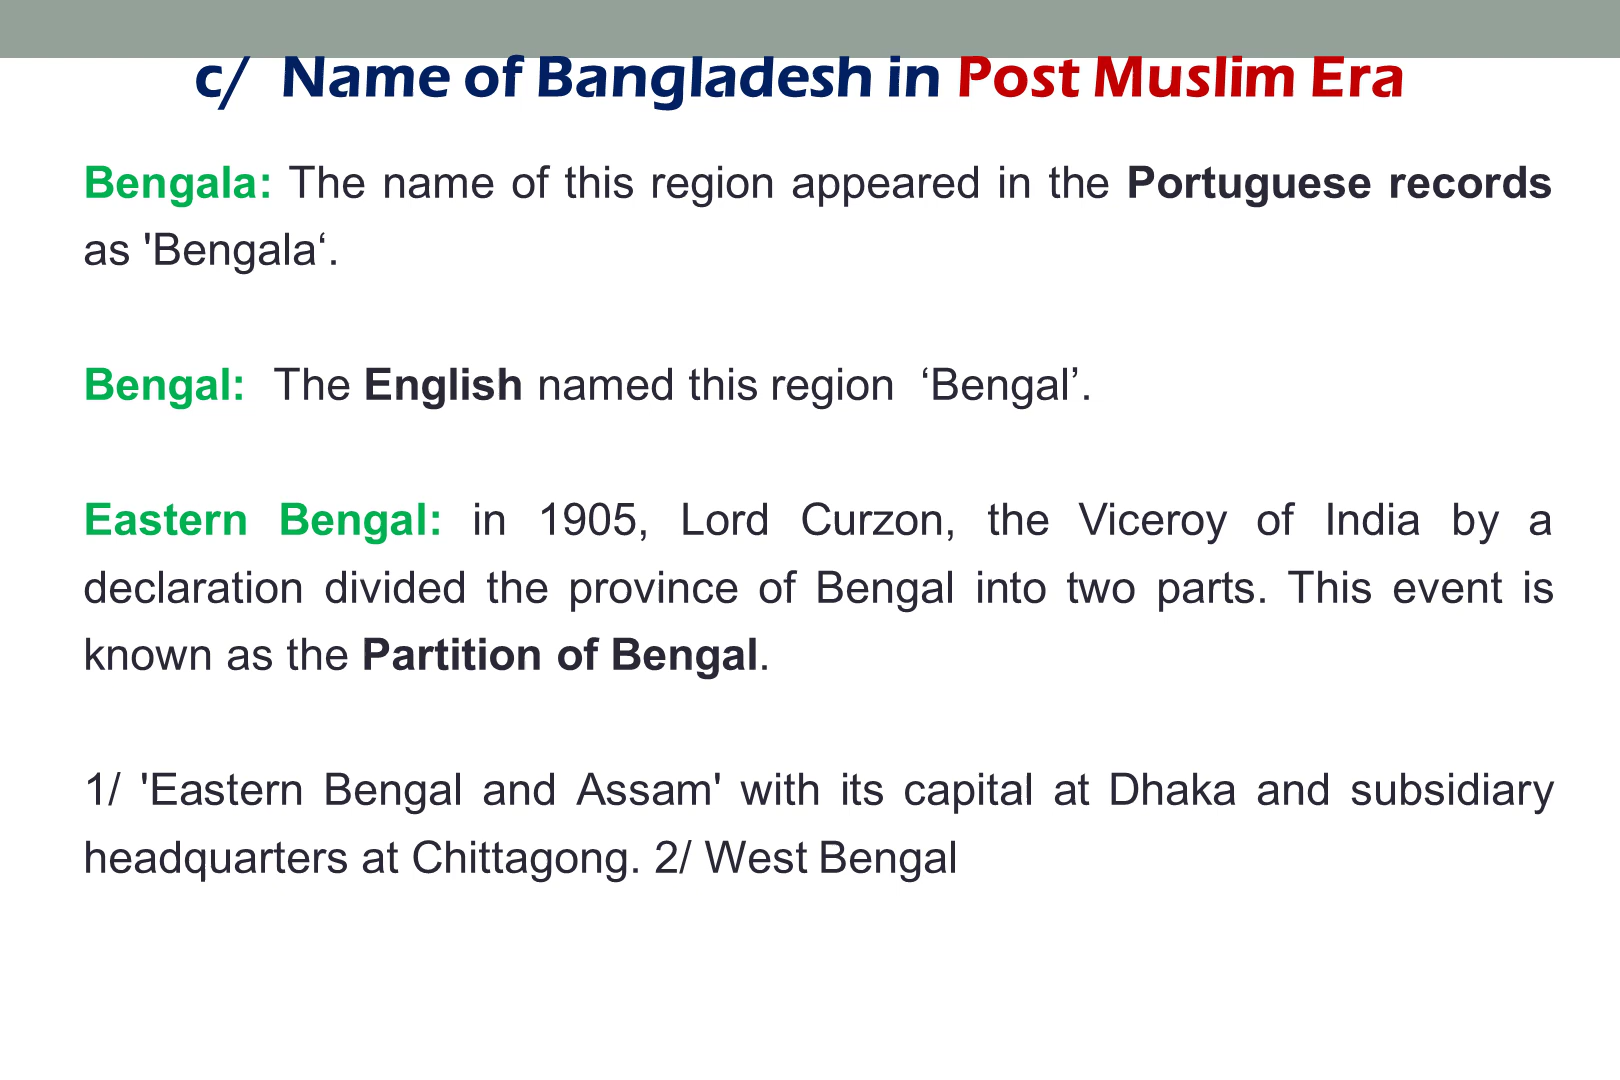 c/ Name of Bangladesh in Post Muslim Era
Bengala: The name of this region appeared in the Portuguese records
as 'Bengala‘.
Bengal: The English named this region ‘Bengal’.
Eastern Bengal: in 1905, Lord Curzon, the Viceroy of India by a
declaration divided the province of Bengal into two parts. This event is
known as the Partition of Bengal.
1/ 'Eastern Bengal and Assam' with its capital at Dhaka and subsidiary
headquarters at Chittagong. 2/ West Bengal